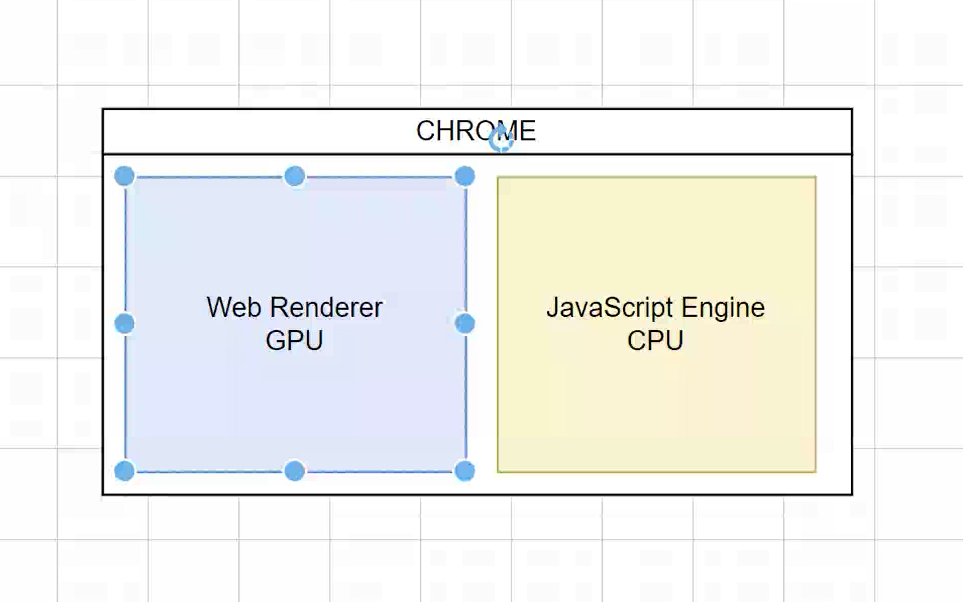 CHROME
Web Renderer
GPU
JavaScript Engine
CPU